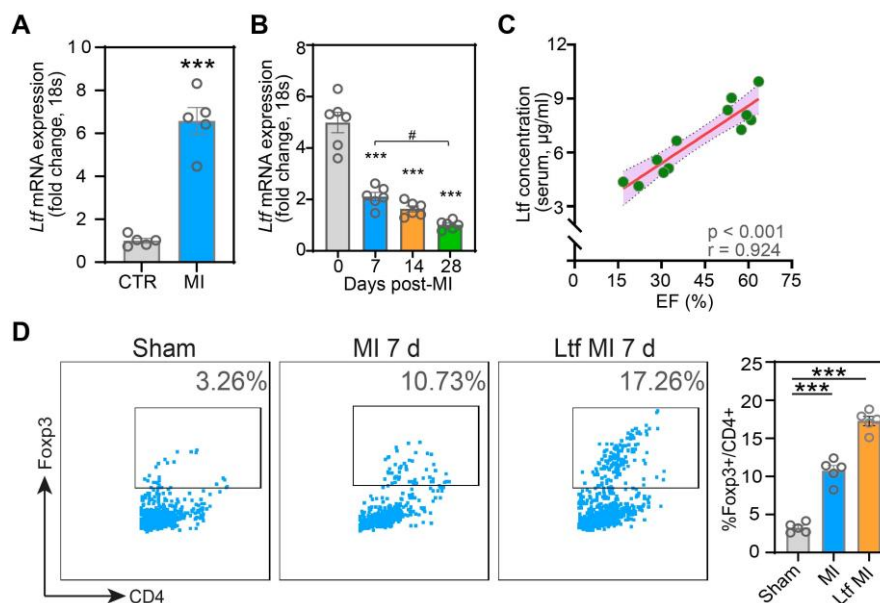 A
Ltf mRNA expression
(fold change, 18s)
10
8
6
4
2
0
***
CTR
MI
B
Ltf mRNA expression
(fold change, 18s)
8
6
4
2
0
***
***
***
#
0
7
14
28
Days post-MI
C
Ltf concentration
(serum, µg/ml)
12
9
6
3
p < 0.001
r = 0.924
0
15
30
45
60
75
EF (%)
D
Sham
MI 7 d
Ltf MI 7 d
3.26%
10.73%
17.26%
Foxp3
CD4
%Foxp3+/CD4+
25
20
15
10
5
0
***
***
Sham
MI
Ltf MI